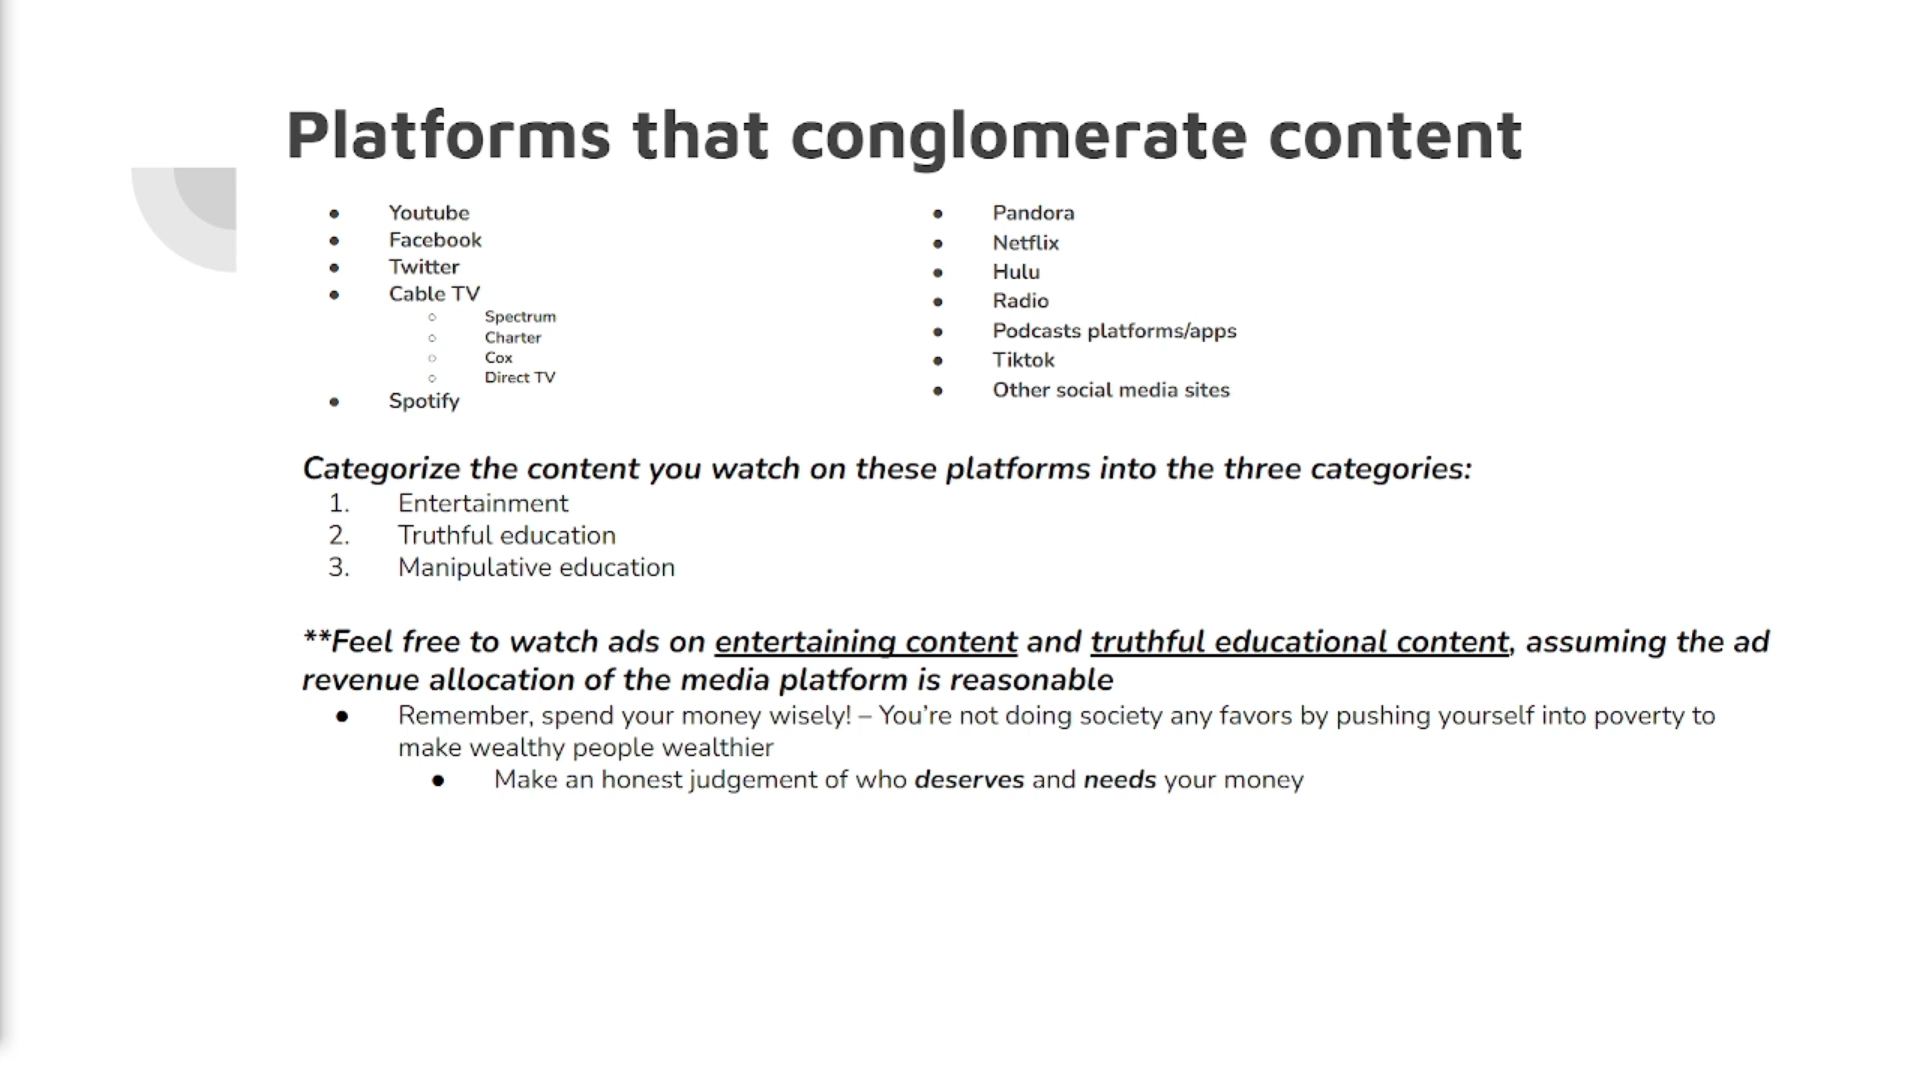 Platforms that conglomerate content
● Youtube
● Facebook
● Twitter
● Cable TV
○ Spectrum
○ Charter
○ Cox
○ Direct TV
● Spotify
● Pandora
● Netflix
● Hulu
● Radio
● Podcasts platforms/apps
● Tiktok
● Other social media sites
Categorize the content you watch on these platforms into the three categories:
1. Entertainment
2. Truthful education
3. Manipulative education
**Feel free to watch ads on entertaining content and truthful educational content, assuming the ad
revenue allocation of the media platform is reasonable
● Remember, spend your money wisely! – You’re not doing society any favors by pushing yourself into poverty to
make wealthy people wealthier
● Make an honest judgement of who deserves and needs your money